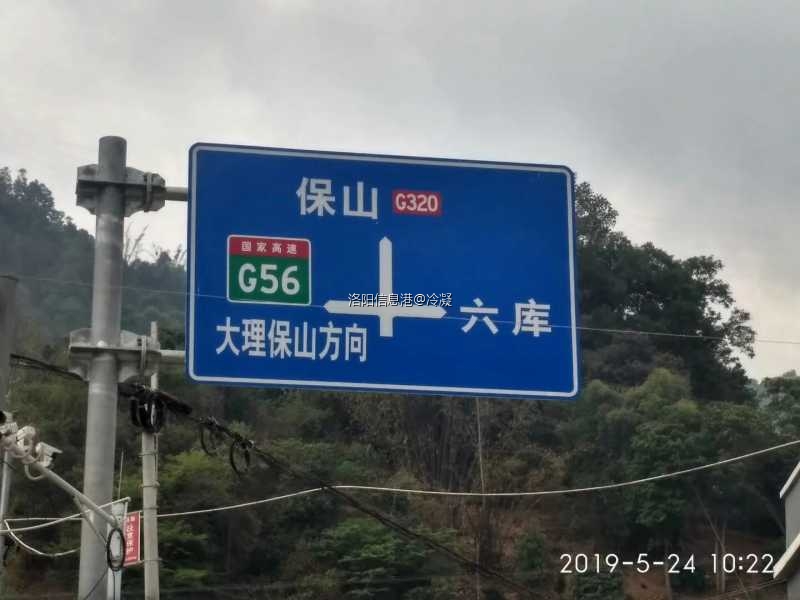 保山 G320
国家高速
G56
洛阳信息港@冷凝
六库
大理保山方向
2019-5-24 10:22